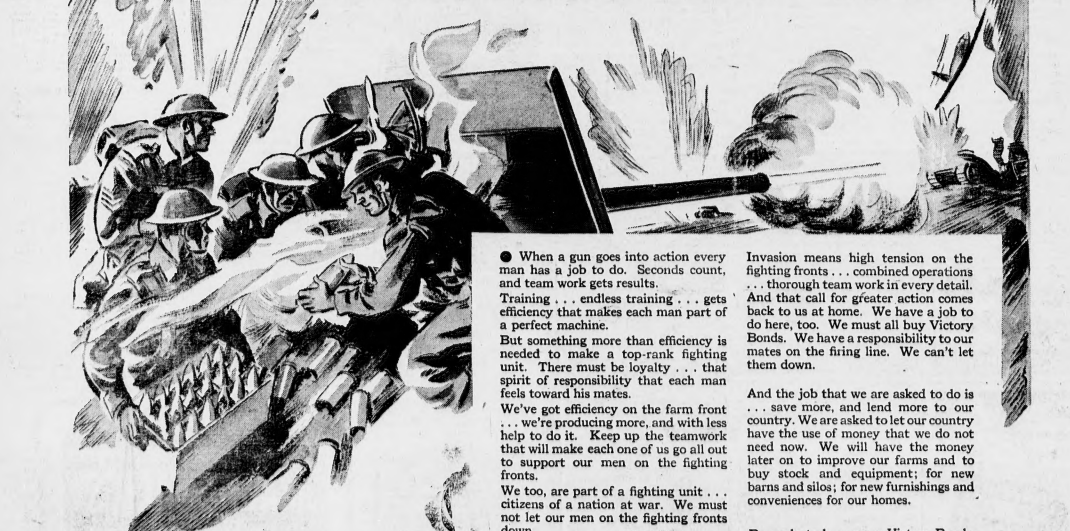 ● When a gun goes into action every
man has a job to do. Seconds count,
and team work gets results.
Training . . . endless training . . . gets
efficiency that makes each man part of
a perfect machine.
But something more than efficiency is
needed to make a top-rank fighting
unit. There must be loyalty . . . that
spirit of responsibility that each man
feels toward his mates.
We've got efficiency on the farm front
. . . we're producing more, and with less
help to do it. Keep up the teamwork
that will make each one of us go all out
to support our men on the fighting
fronts.
We too, are part of a fighting unit . . .
citizens of a nation at war. We must
not let our men on the fighting fronts
down
Invasion means high tension on the
fighting fronts . . . combined operations
. . . thorough team work in every detail.
And that call for greater action comes
back to us at home. We have a job to
do here, too. We must all buy Victory
Bonds. We have a responsibility to our
mates on the firing line. We can't let
them down.
And the job that we are asked to do is
. . . save more, and lend more to our
country. We are asked to let our country
have the use of money that we do not
need now. We will have the money
later on to improve our farms and to
buy stock and equipment; for new
barns and silos; for new furnishings and
conveniences for our homes.